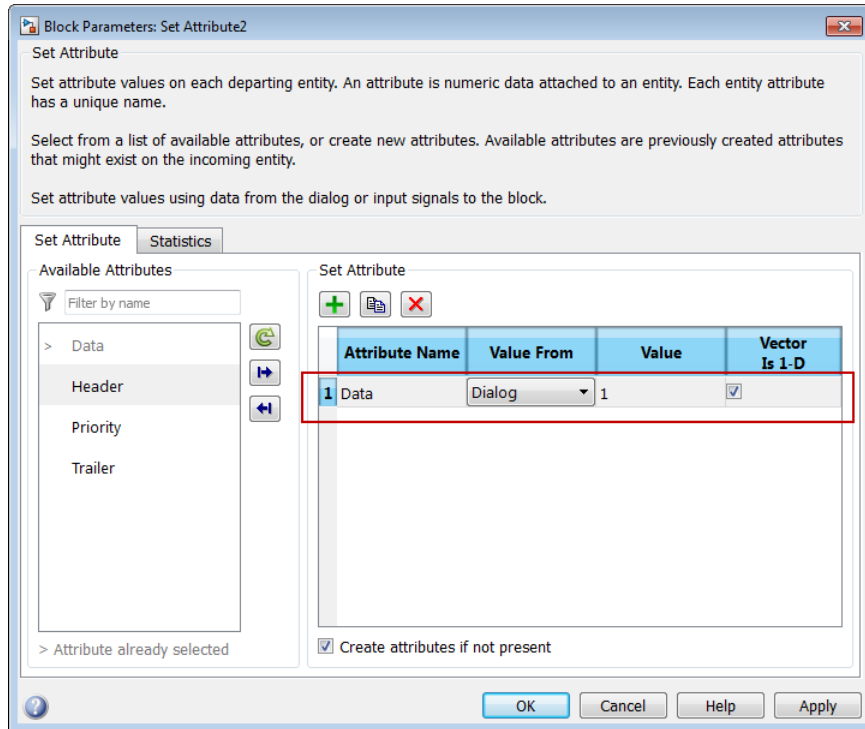 Block Parameters: Set Attribute2
Set Attribute
Set attribute values on each departing entity. An attribute is numeric data attached to an entity. Each entity attribute
has a unique name.
Select from a list of available attributes, or create new attributes. Available attributes are previously created attributes
that might exist on the incoming entity.
Set attribute values using data from the dialog or input signals to the block.
Set Attribute Statistics
Available Attributes
Filter by name
> Data
Header
Priority
Trailer
> Attribute already selected
Set Attribute
Attribute Name Value From Value Vector
Is 1-D
1 Data Dialog 1
Create attributes if not present
OK Cancel Help Apply